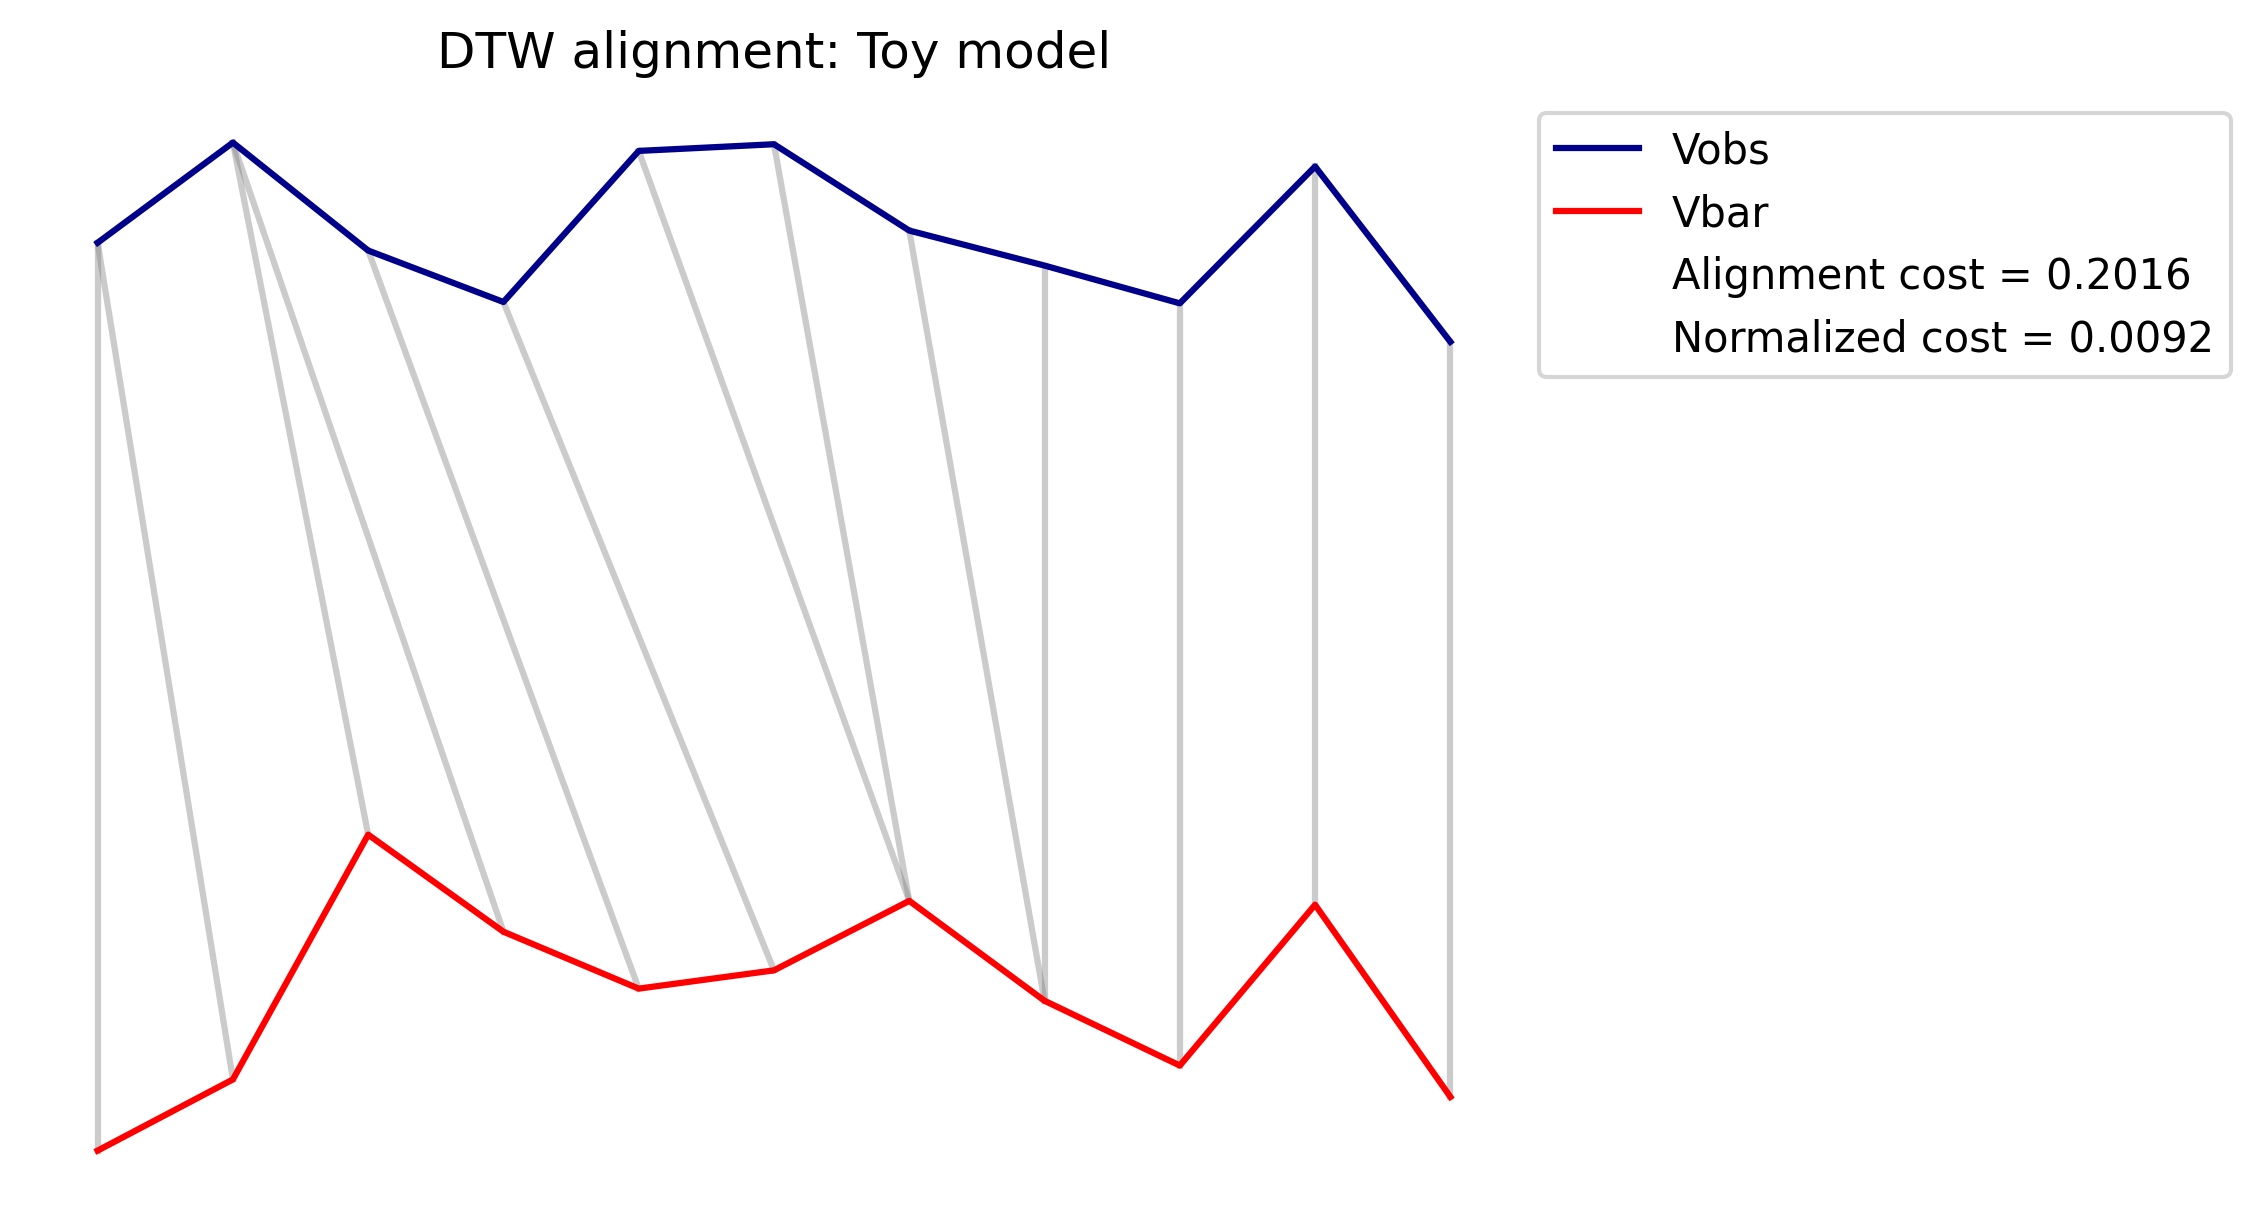 DTW alignment: Toy model
Vobs
Vbar
Alignment cost = 0.2016
Normalized cost = 0.0092